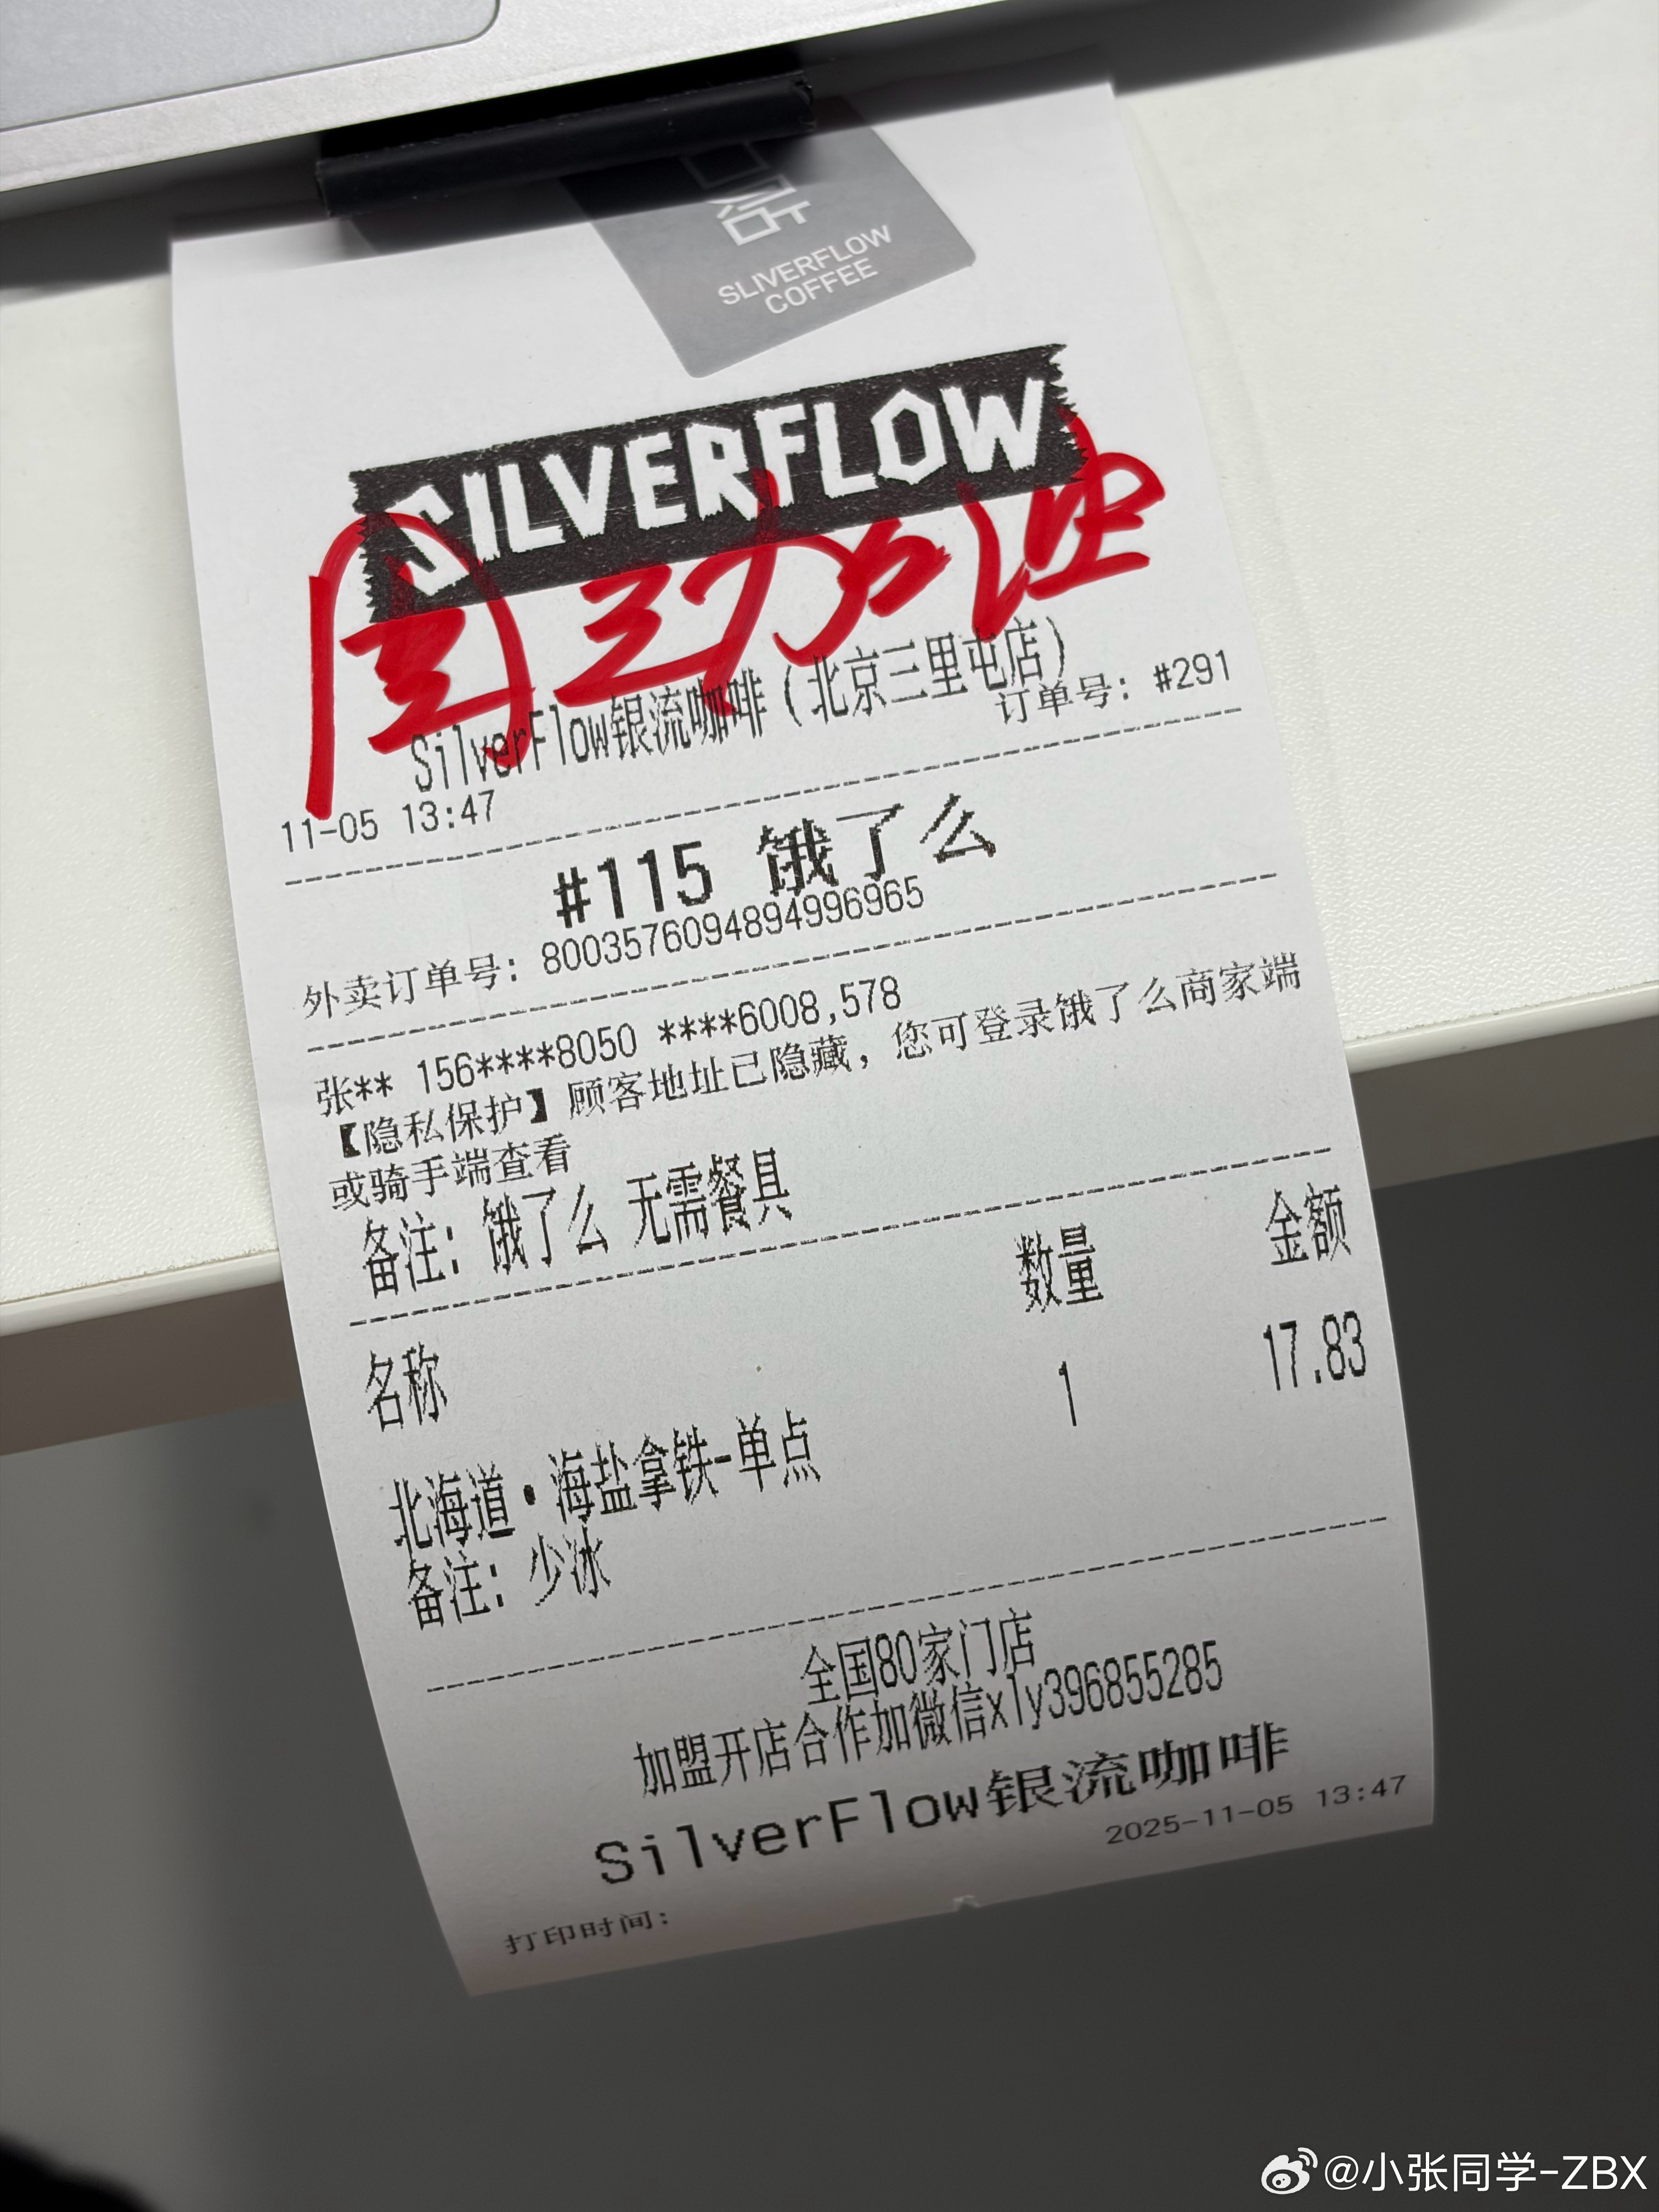 SLIVERFLOW
COFFEE
SILVERFLOW
SilverFlow银流咖啡（北京三里屯店）
订单号：#291
11-05 13:47
#115 饿了么
外卖订单号：8003576094894996965
张** 156****8050 ****6008,578
【隐私保护】顾客地址已隐藏，您可登录饿了么商家端
或骑手端查看
备注：饿了么 无需餐具
名称 数量 金额
北海道·海盐拿铁-单点 1 17.83
备注：少冰
全国80家门店
加盟开店合作加微信xly396855285
SilverFlow银流咖啡
打印时间： 2025-11-05 13:47
@小张同学-ZBX